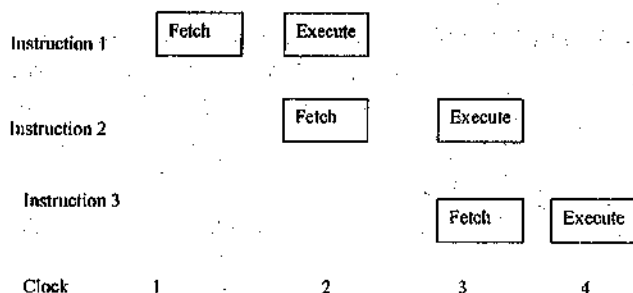 Instruction 1 Fetch Execute
Instruction 2 Fetch Execute
Instruction 3 Fetch Execute
Clock 1 2 3 4